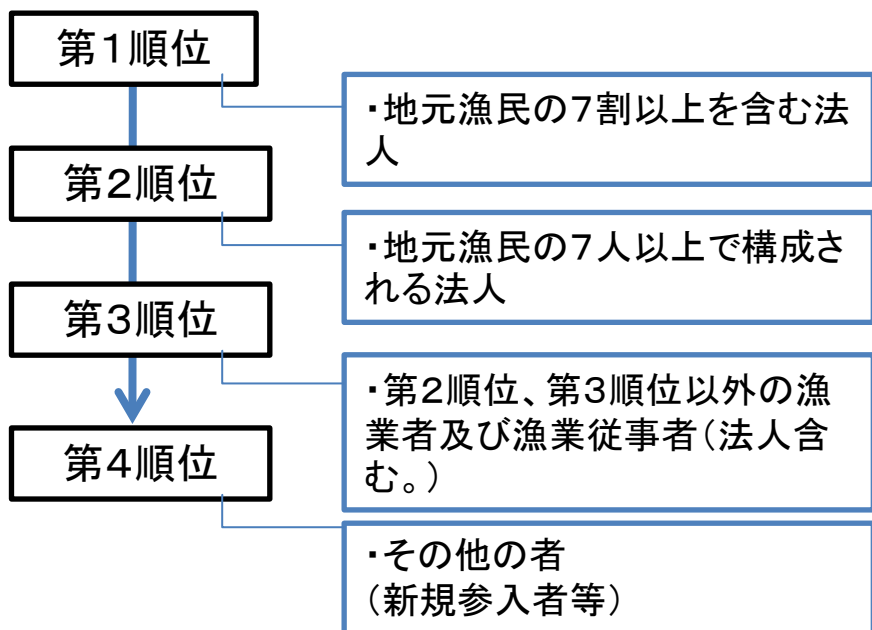 第1順位
・地元漁民の7割以上を含む法
人
第2順位
・地元漁民の7人以上で構成さ
れる法人
第3順位
・第2順位、第3順位以外の漁
業者及び漁業従事者(法人含
む。)
第4順位
・その他の者
(新規参入者等)